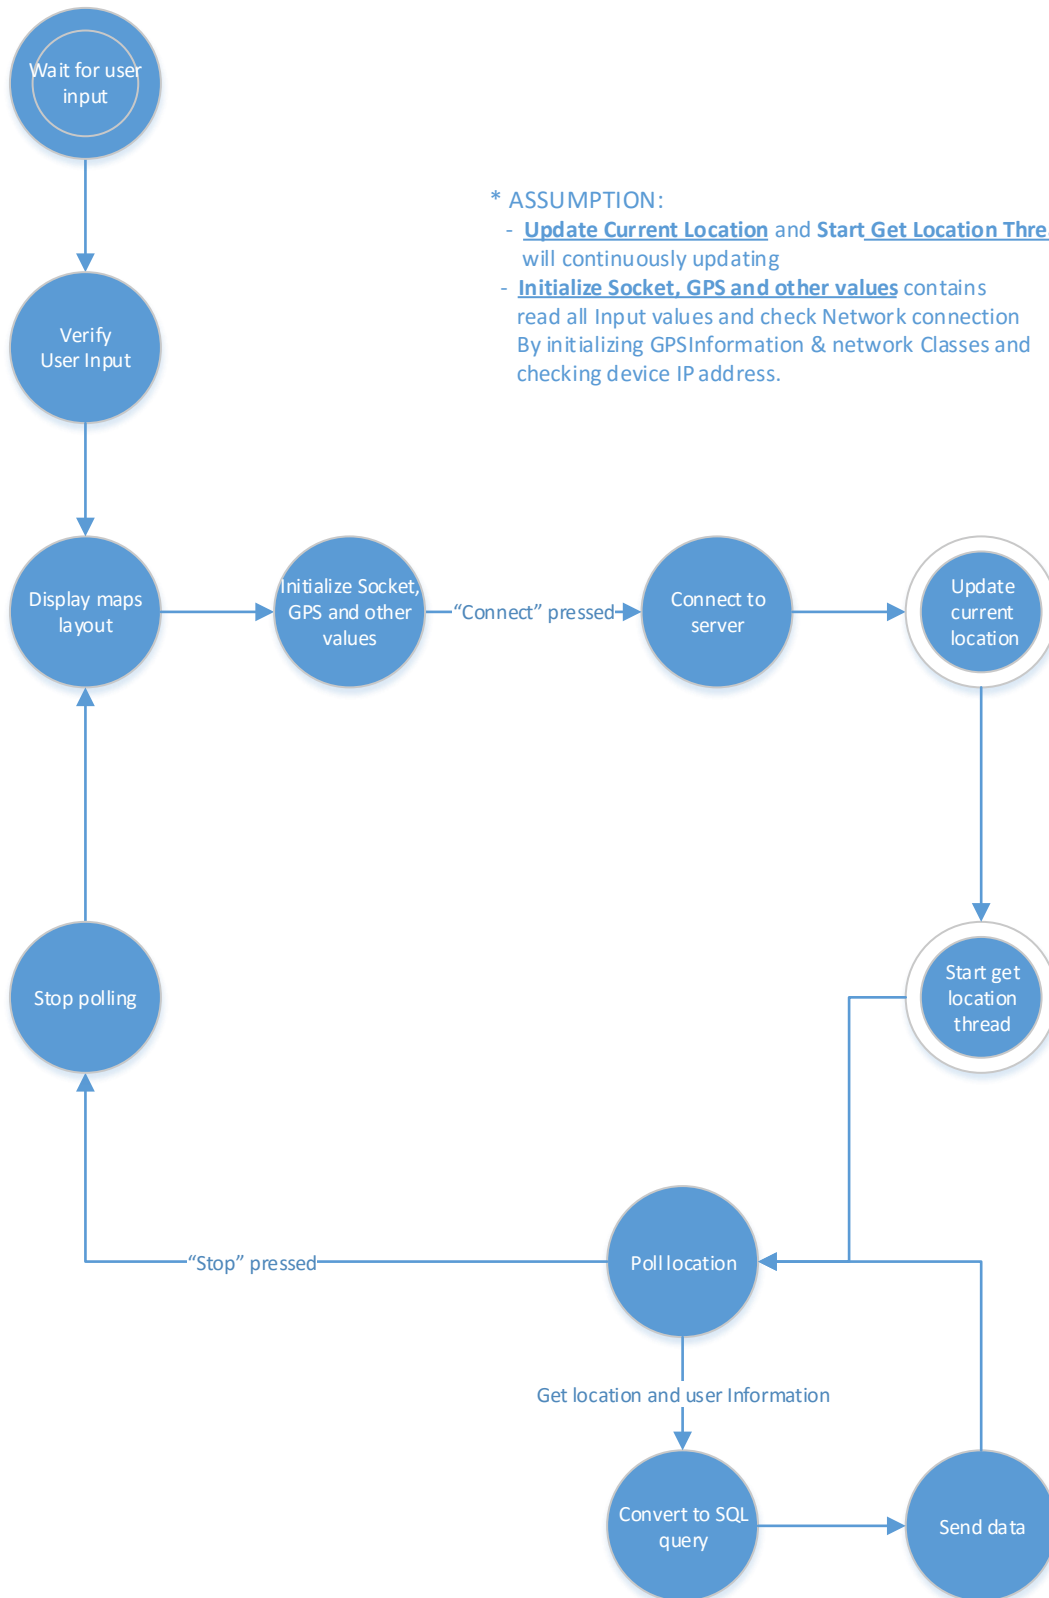 Wait for user
input
* ASSUMPTION:
- Update Current Location and Start Get Location
will continuously updating
- Initialize Socket, GPS and other values contains
read all Input values and check Network connection
By initializing GPSInformation & network Classes and
checking device IP address.
Verify
User Input
Display maps
layout
Initialize Socket,
GPS and other
values
“Connect” pressed
Connect to
server
Update
current
location
Stop polling
Start get
location
thread
“Stop” pressed
Poll location
Get location and user Information
Convert to SQL
query
Send data